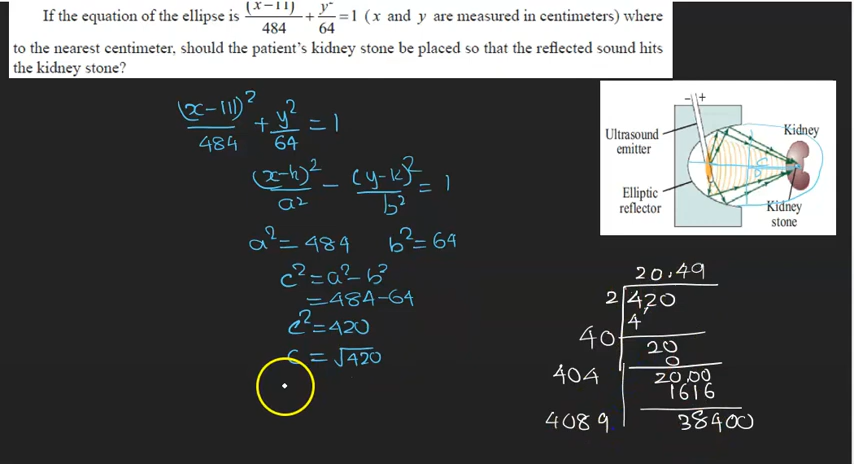 If the equation of the ellipse is (x−11)²/484 + y²/64 = 1 (x and y are measured in centimeters) where
to the nearest centimeter, should the patient's kidney stone be placed so that the reflected sound hits
the kidney stone?
(x-11)²/484 + y²/64 = 1
(x-h)²/a² - (y-k)²/b² = 1
a² = 484 b² = 64
c² = a² - b²
= 484-64
c² = 420
c = √420
- +
Ultrasound
emitter
Kidney
Elliptic
reflector
Kidney
stone
20.49
2 420
4
40 20
0
404 20.00
1616
4089 38400